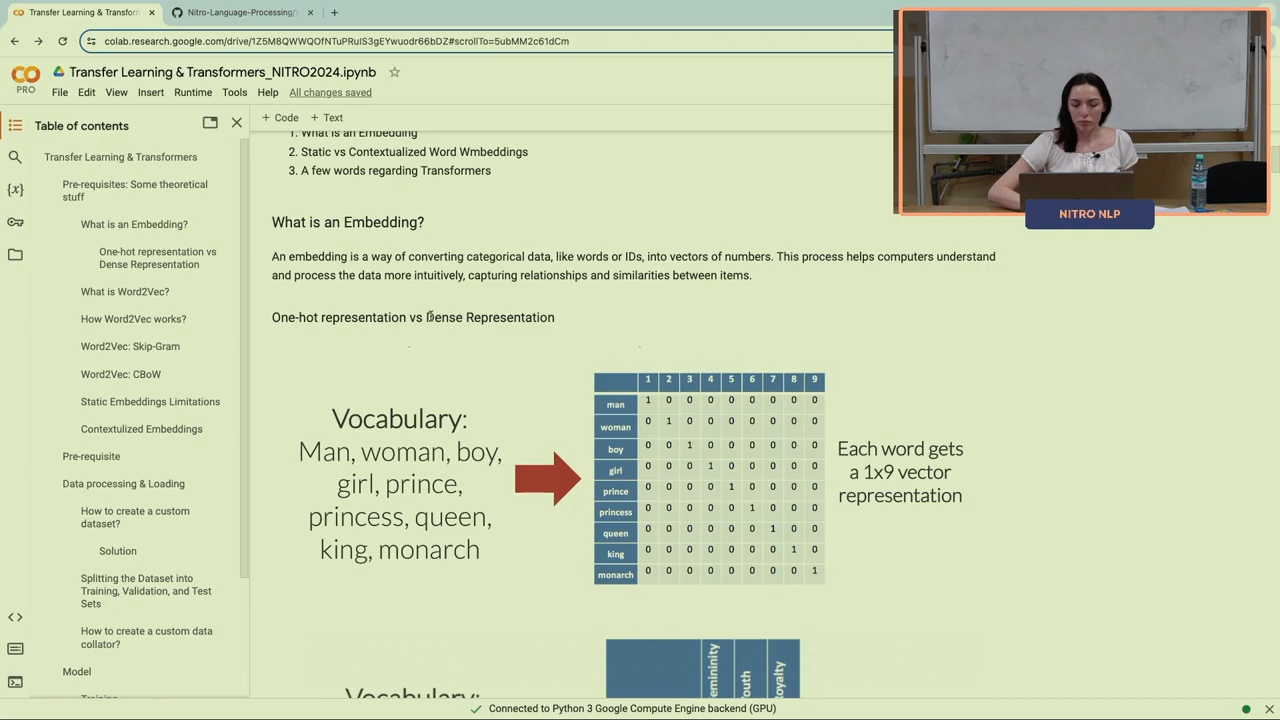 Transfer Learning & Transformers_
Nitro-Language-Processing/
colab.research.google.com/drive/1Z5M8QWWQOfNTuPRulS3gEYwuodr66bDZ#scrollTo=5ubMM2c61dCm
PRO
Transfer Learning & Transformers_NITRO2024.ipynb
File Edit View Insert Runtime Tools Help All changes saved
NITRO NLP
Table of contents
Transfer Learning & Transformers
Pre-requisites: Some theoretical
stuff
What is an Embedding?
One-hot representation vs
Dense Representation
What is Word2Vec?
How Word2Vec works?
Word2Vec: Skip-Gram
Word2Vec: CBoW
Static Embeddings Limitations
Contextulized Embeddings
Pre-requisite
Data processing & Loading
How to create a custom
dataset?
Solution
Splitting the Dataset into
Training, Validation, and Test
Sets
How to create a custom data
collator?
Model
Training
+ Code + Text
1. What is an Embedding
2. Static vs Contextualized Word Wmbeddings
3. A few words regarding Transformers
What is an Embedding?
An embedding is a way of converting categorical data, like words or IDs, into vectors of numbers. This process helps computers understand
and process the data more intuitively, capturing relationships and similarities between items.
One-hot representation vs Dense Representation
Vocabulary:
Man, woman, boy,
girl, prince,
princess, queen,
king, monarch
1 2 3 4 5 6 7 8 9
man 1 0 0 0 0 0 0 0 0
woman 0 1 0 0 0 0 0 0 0
boy 0 0 1 0 0 0 0 0 0
girl 0 0 0 1 0 0 0 0 0
prince 0 0 0 0 1 0 0 0 0
princess 0 0 0 0 0 1 0 0 0
queen 0 0 0 0 0 0 1 0 0
king 0 0 0 0 0 0 0 1 0
monarch 0 0 0 0 0 0 0 0 1
Each word gets
a 1x9 vector
representation
Vocabulary:
emininity
outh
oyalty
Connected to Python 3 Google Compute Engine backend (GPU)